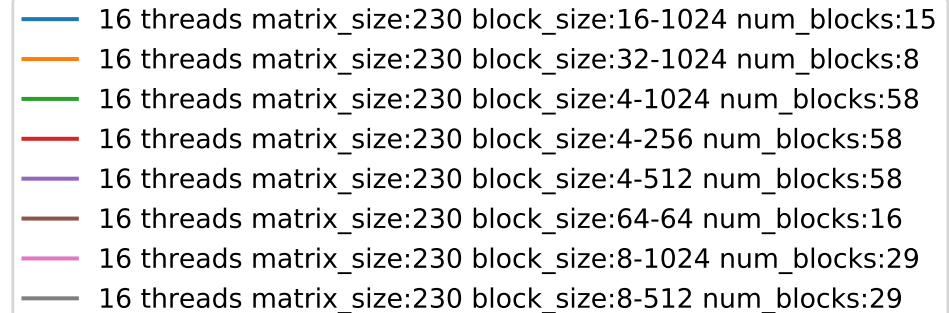 16 threads matrix_size:230 block_size:16-1024 num_blocks:15
16 threads matrix_size:230 block_size:32-1024 num_blocks:8
16 threads matrix_size:230 block_size:4-1024 num_blocks:58
16 threads matrix_size:230 block_size:4-256 num_blocks:58
16 threads matrix_size:230 block_size:4-512 num_blocks:58
16 threads matrix_size:230 block_size:64-64 num_blocks:16
16 threads matrix_size:230 block_size:8-1024 num_blocks:29
16 threads matrix_size:230 block_size:8-512 num_blocks:29